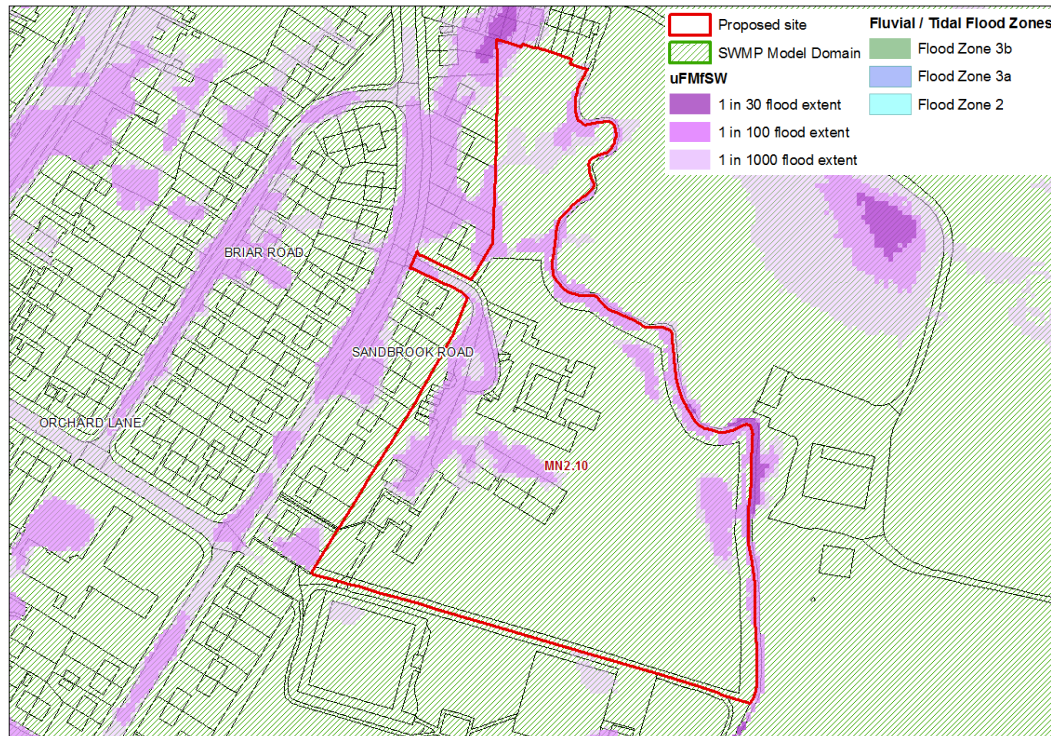 Proposed site
SWMP Model Domain
uFMfSW
1 in 30 flood extent
1 in 100 flood extent
1 in 1000 flood extent
Fluvial / Tidal Flood Zones
Flood Zone 3b
Flood Zone 3a
Flood Zone 2
BRIAR ROAD
SANDBROOK ROAD
ORCHARD LANE
MN2.10